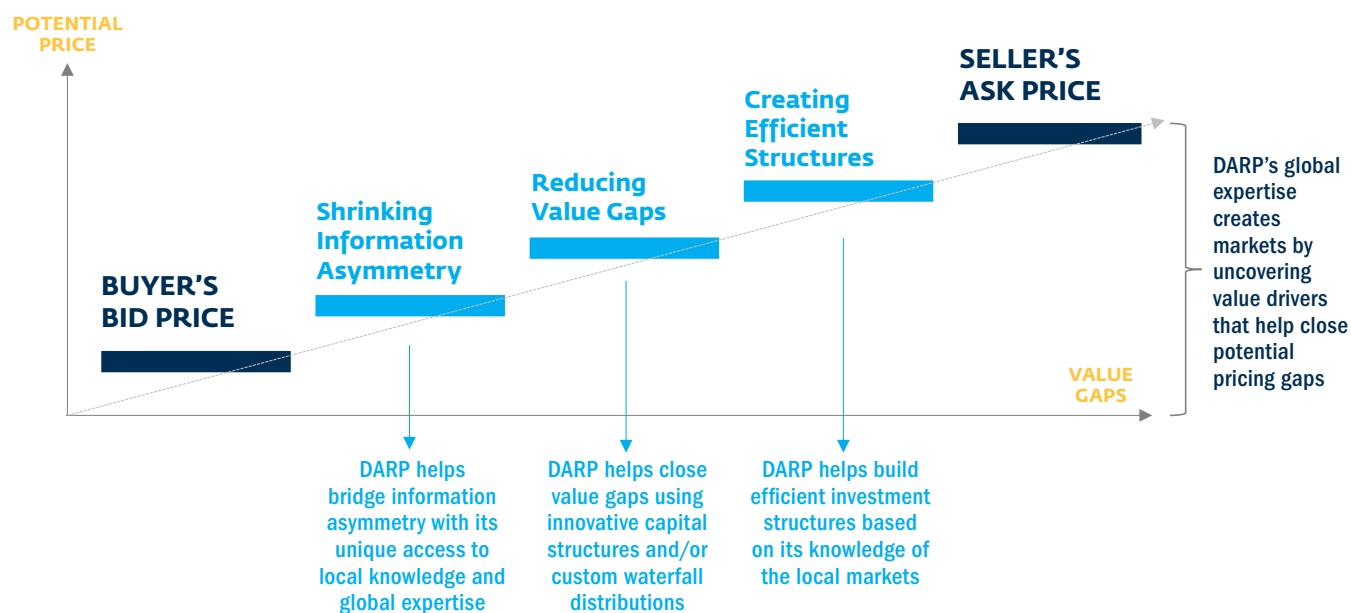 POTENTIAL
PRICE
SELLER'S
ASK PRICE
Creating
Efficient
Structures
Reducing
Value Gaps
Shrinking
Information
Asymmetry
BUYER'S
BID PRICE
DARP's global
expertise
creates
markets by
uncovering
value drivers
that help close
potential
pricing gaps
VALUE
GAPS
DARP helps
bridge information
asymmetry with its
unique access to
local knowledge and
global expertise
DARP helps close
value gaps using
innovative capital
structures and/or
custom waterfall
distributions
DARP helps build
efficient investment
structures based
on its knowledge of
the local markets